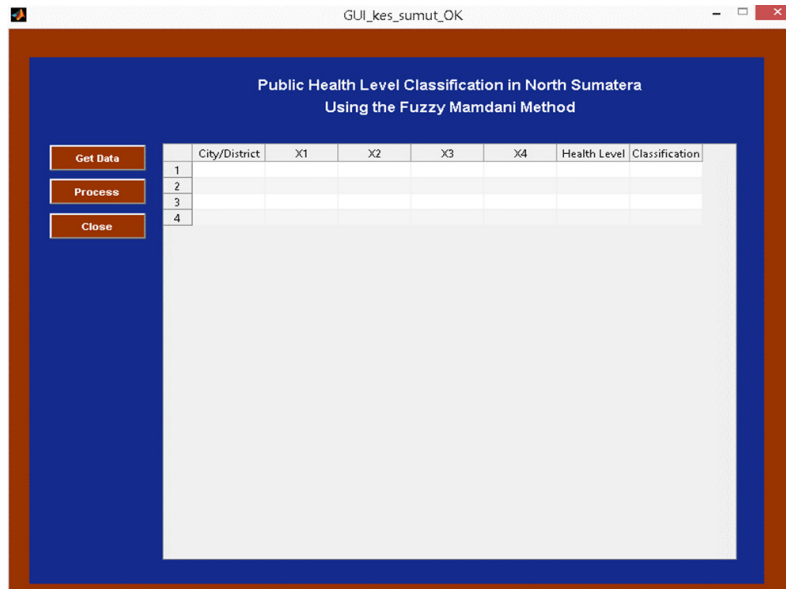 GUI_kes_sumut_OK
Public Health Level Classification in North Sumatera
Using the Fuzzy Mamdani Method
Get Data
Process
Close
City/District X1 X2 X3 X4 Health Level Classification
1
2
3
4